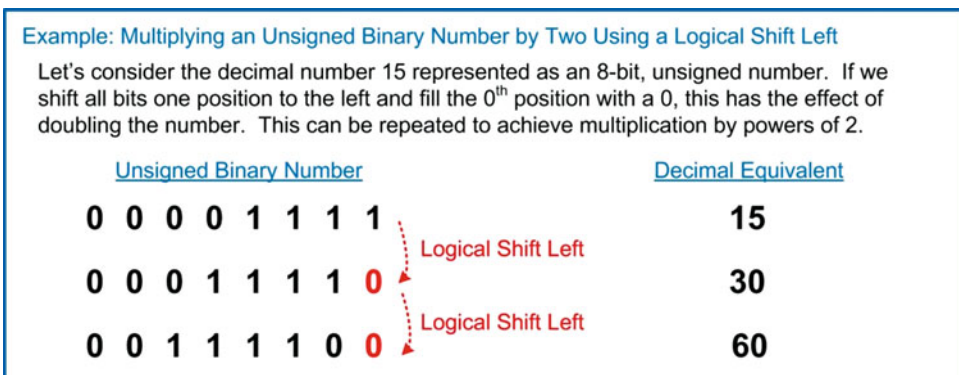 Example: Multiplying an Unsigned Binary Number by Two Using a Logical Shift Left
Let's consider the decimal number 15 represented as an 8-bit, unsigned number. If we
shift all bits one position to the left and fill the 0th position with a 0, this has the effect of
doubling the number. This can be repeated to achieve multiplication by powers of 2.
Unsigned Binary Number Decimal Equivalent
0 0 0 0 1 1 1 1 15
Logical Shift Left
0 0 0 1 1 1 1 0 30
Logical Shift Left
0 0 1 1 1 1 0 0 60